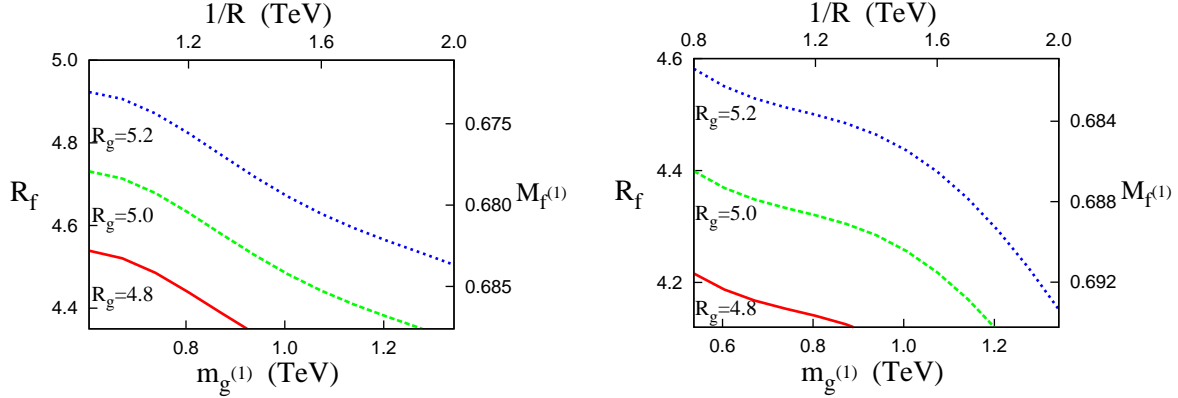 1/R (TeV)
1.2 1.6 2.0
5.0
4.8
4.6
4.4
R_f
R_g=5.2
R_g=5.0
R_g=4.8
0.675
0.680
0.685
M_f(1)
0.8 1.0 1.2
m_g(1) (TeV)
1/R (TeV)
0.8 1.2 1.6 2.0
4.6
4.4
4.2
R_f
R_g=5.2
R_g=5.0
R_g=4.8
0.684
0.688
0.692
M_f(1)
0.6 0.8 1.0 1.2
m_g(1) (TeV)